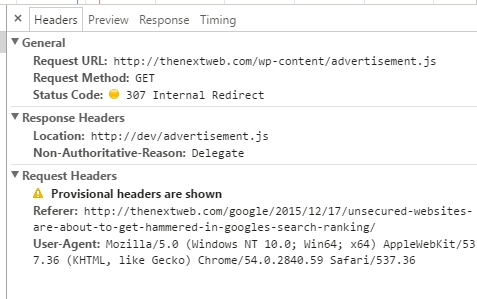 × Headers Preview Response Timing
▼ General
Request URL: http://thenextweb.com/wp-content/advertisement.js
Request Method: GET
Status Code: 307 Internal Redirect
▼ Response Headers
Location: http://dev/advertisement.js
Non-Authoritative-Reason: Delegate
▼ Request Headers
Provisional headers are shown
Referer: http://thenextweb.com/google/2015/12/17/unsecured-websites-
are-about-to-get-hammered-in-googles-search-ranking/
User-Agent: Mozilla/5.0 (Windows NT 10.0; Win64; x64) AppleWebKit/53
7.36 (KHTML, like Gecko) Chrome/54.0.2840.59 Safari/537.36